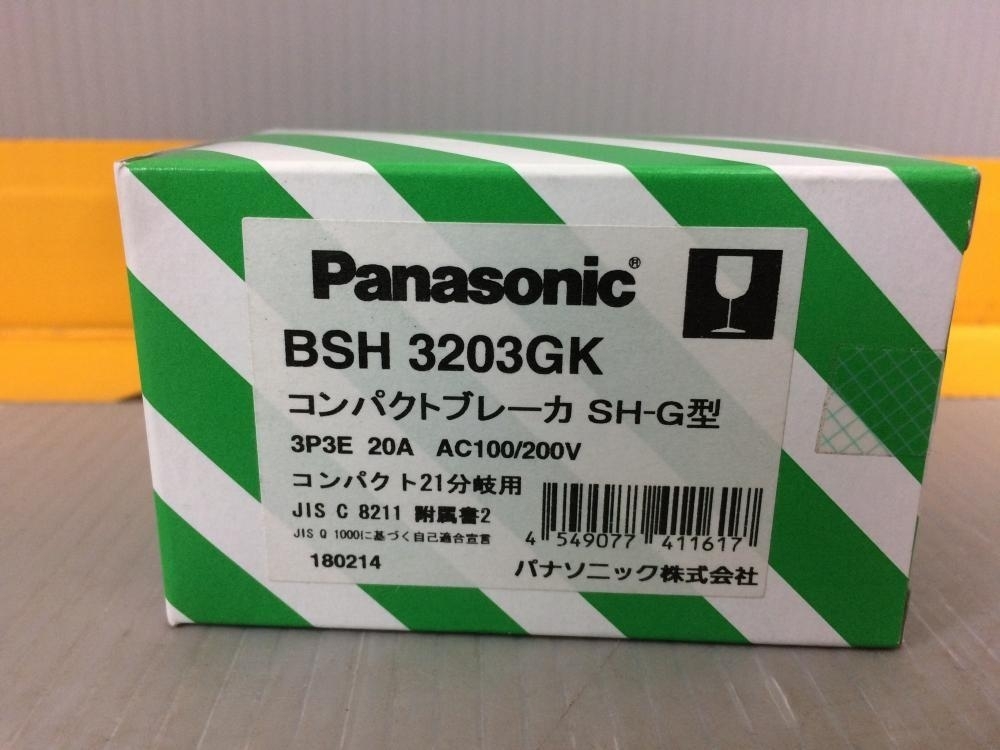 Panasonic®
BSH 3203GK
コンパクトブレーカ SH-G型
3P3E 20A AC100/200V
コンパクト21分岐用
JIS C 8211 附属書2
JIS Q 1000に基づく自己適合宣言
180214
4 549077 411617
パナソニック株式会社